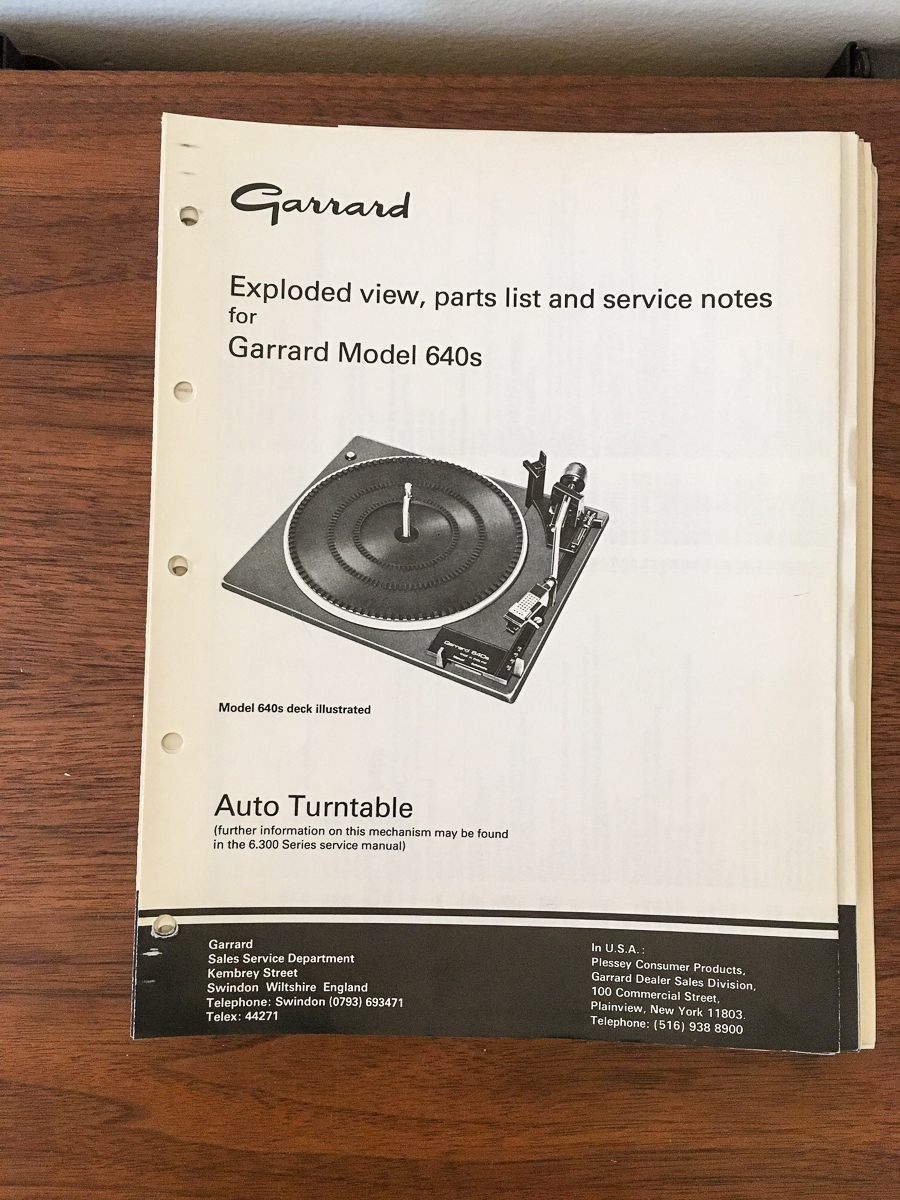 Garrard
Exploded view, parts list and service notes
for
Garrard Model 640s
Garrard 640s
Model 640s deck illustrated
Auto Turntable
(further information on this mechanism may be found
in the 6.300 Series service manual)
Garrard
Sales Service Department
Kembrey Street
Swindon Wiltshire England
Telephone: Swindon (0793) 693471
Telex: 44271
In U.S.A.:
Plessey Consumer Products,
Garrard Dealer Sales Division,
100 Commercial Street,
Plainview, New York 11803.
Telephone: (516) 938 8900